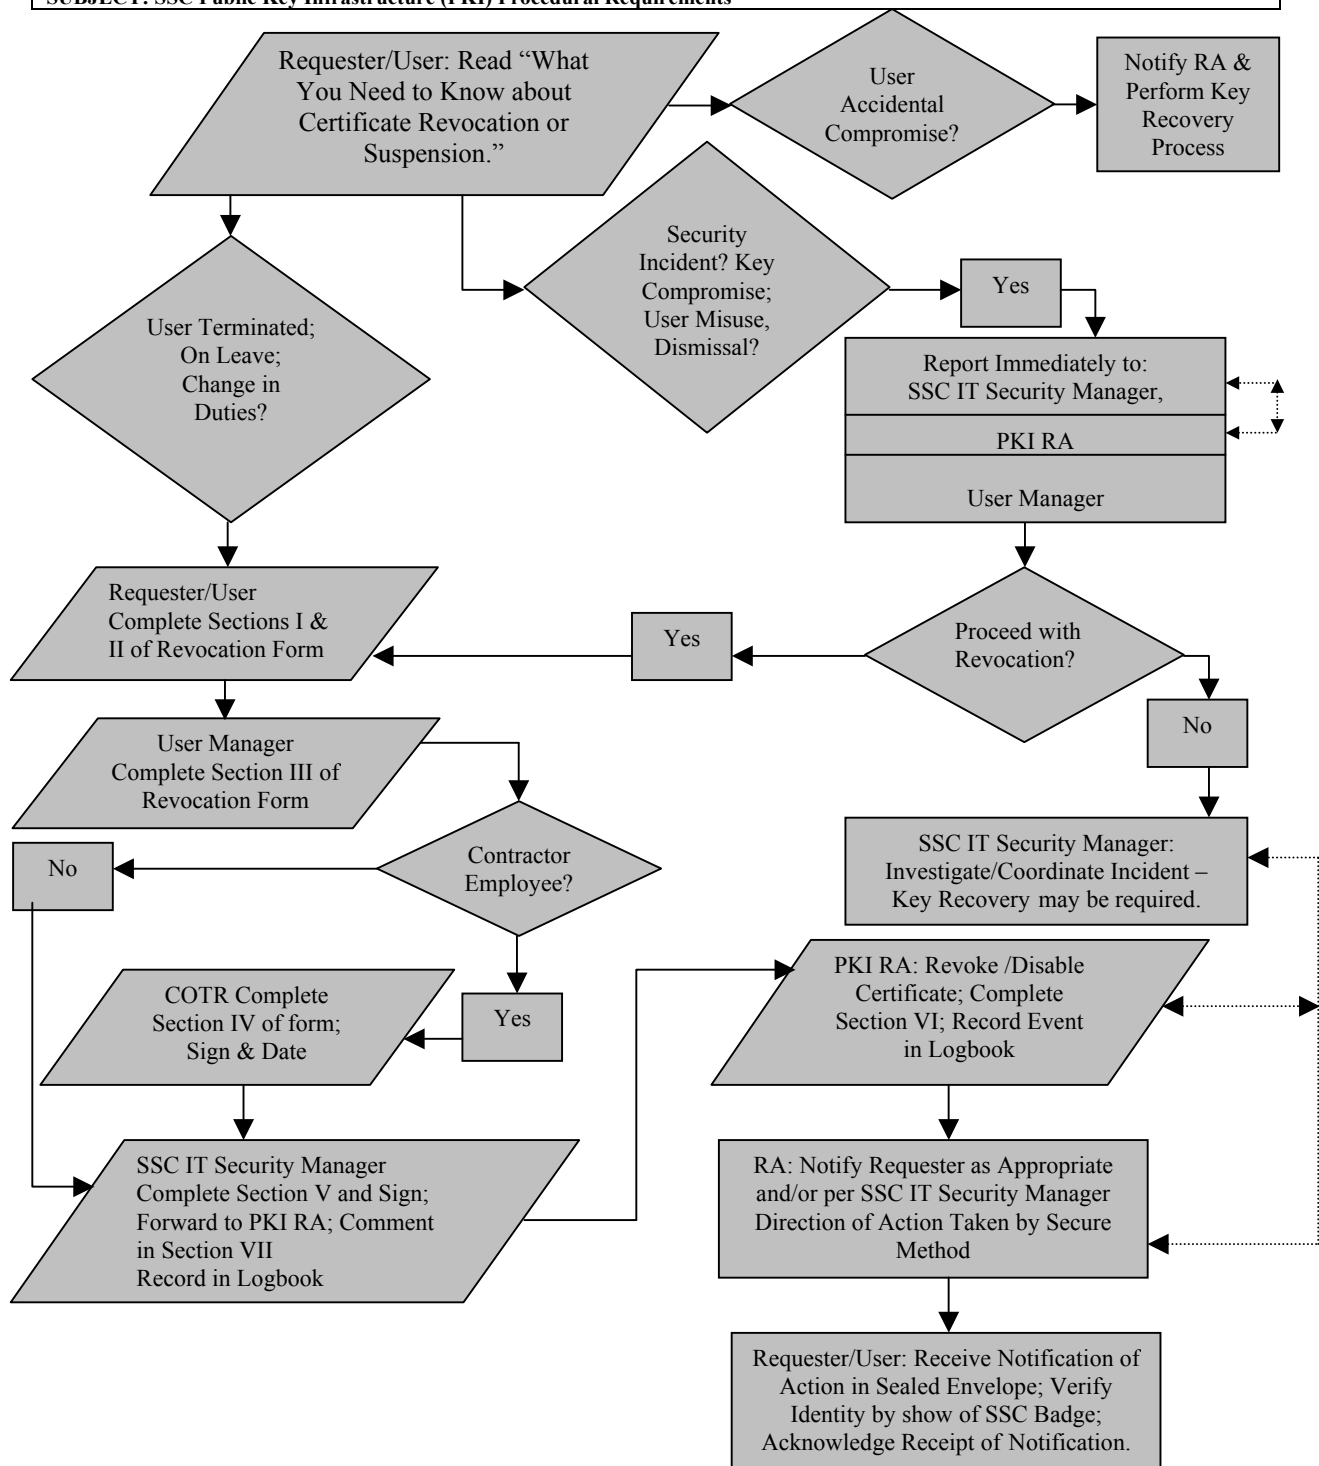 SUBJECT: SSC Public Key Infrastructure (PKI) Procedural Requirements
Requester/User: Read “What
You Need to Know about
Certificate Revocation or
Suspension.”
User
Accidental
Compromise?
Notify RA &
Perform Key
Recovery
Process
Security
Incident? Key
Compromise;
User Misuse,
Dismissal?
Yes
User Terminated;
On Leave;
Change in
Duties?
Report Immediately to:
SSC IT Security Manager,
PKI RA
User Manager
Requester/User
Complete Sections I &
II of Revocation Form
Yes
Proceed with
Revocation?
No
User Manager
Complete Section III of
Revocation Form
No
Contractor
Employee?
SSC IT Security Manager:
Investigate/Coordinate Incident –
Key Recovery may be required.
COTR Complete
Section IV of form;
Sign & Date
Yes
PKI RA: Revoke /Disable
Certificate; Complete
Section VI; Record Event
in Logbook
SSC IT Security Manager
Complete Section V and Sign;
Forward to PKI RA; Comment
in Section VII
Record in Logbook
RA: Notify Requester as Appropriate
and/or per SSC IT Security Manager
Direction of Action Taken by Secure
Method
Requester/User: Receive Notification of
Action in Sealed Envelope; Verify
Identity by show of SSC Badge;
Acknowledge Receipt of Notification.